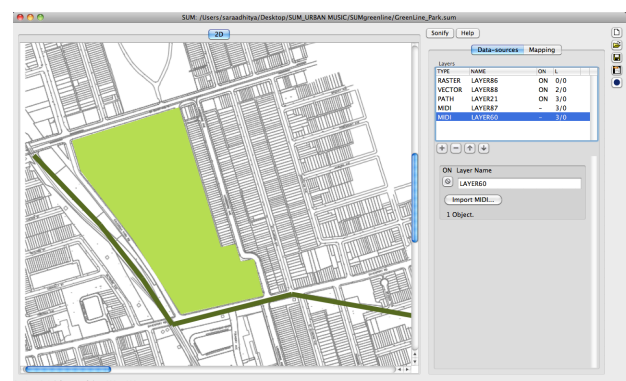 SUM: /Users/saraadhitya/Desktop/SUM_URBAN MUSIC/SUMgreenline/GreenLine_Park.sum
2D
Sonify Help
Data-sources Mapping
Layers
TYPE NAME ON L
RASTER LAYER86 ON 0/0
VECTOR LAYER88 ON 2/0
PATH LAYER21 ON 3/0
MIDI LAYER87 - 3/0
MIDI LAYER60 - 3/0
ON Layer Name
LAYER60
Import MIDI...
1 Object.